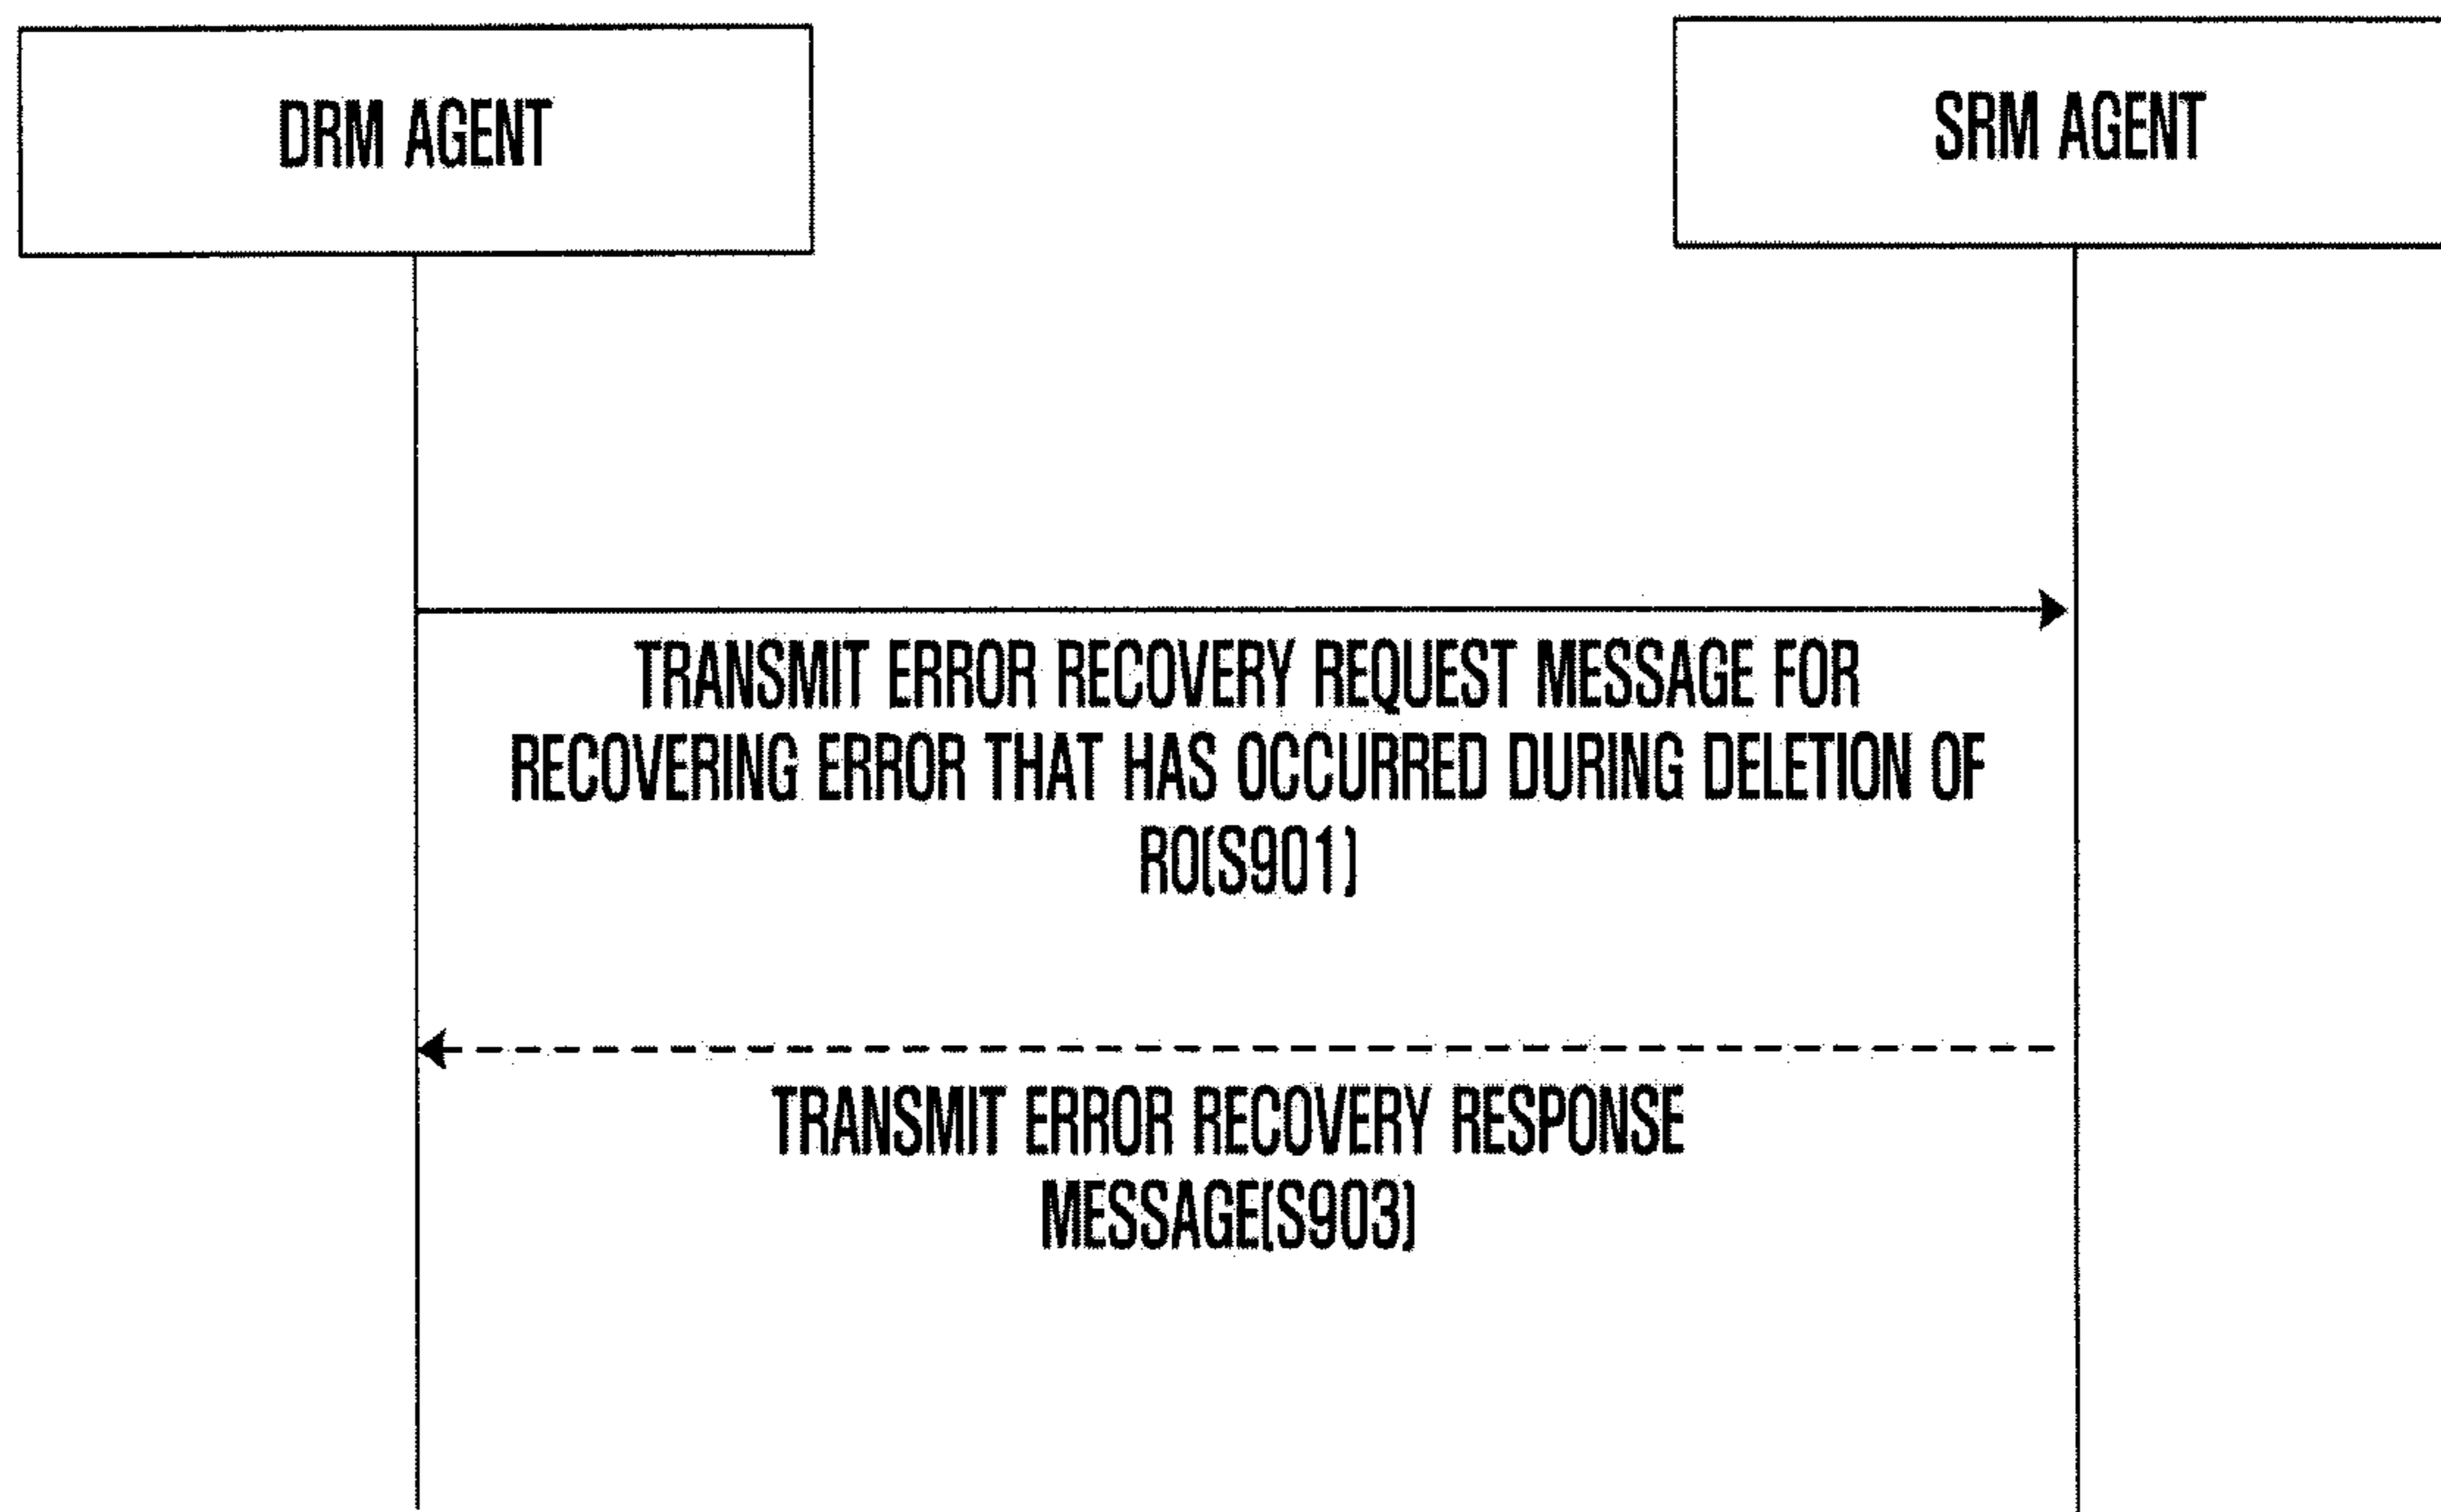 DRM AGENT
SRM AGENT
TRANSMIT ERROR RECOVERY REQUEST MESSAGE FOR
RECOVERING ERROR THAT HAS OCCURRED DURING DELETION OF
RO(S901)
TRANSMIT ERROR RECOVERY RESPONSE
MESSAGE(S903)